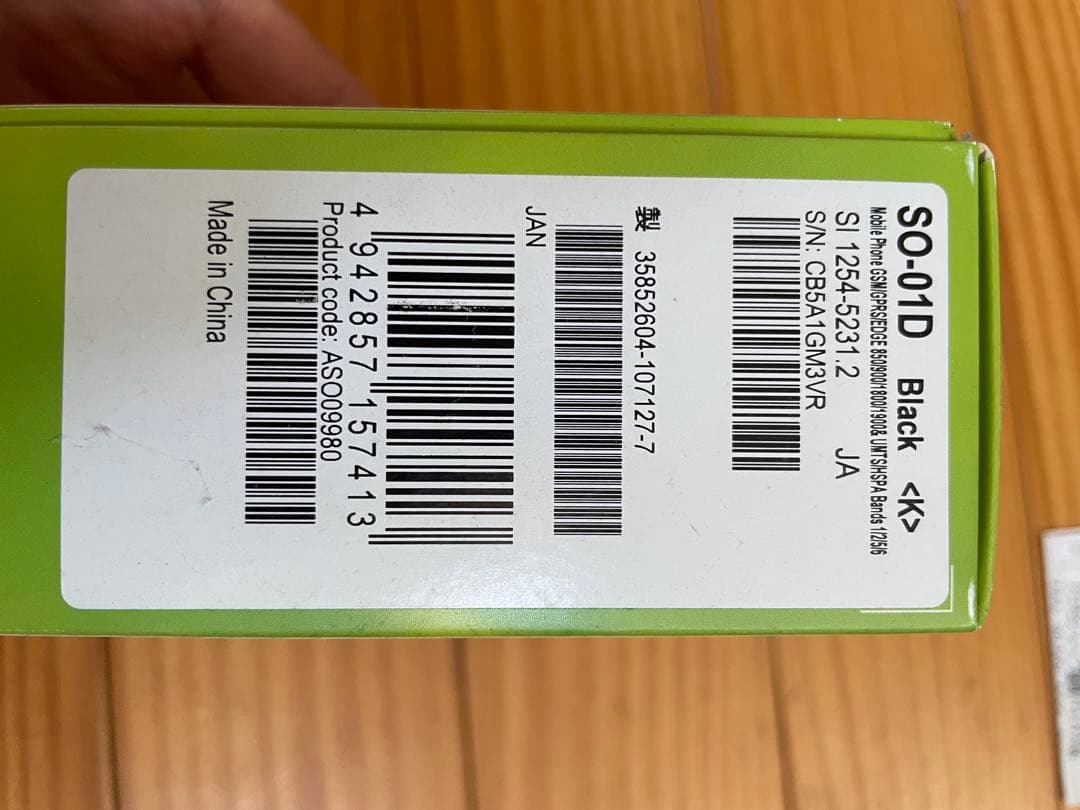 SO-01D Black <K>
Mobile Phone GSM/GPRS/EDGE 850/900/1800/1900& UMTS/HSPA Bands 1/2/5/6
SI 1254-5231.2 JA
S/N: CB5A1GM3VR
製 35852604-107127-7
JAN
4 942857 157413
Product code: ASO09980
Made in China